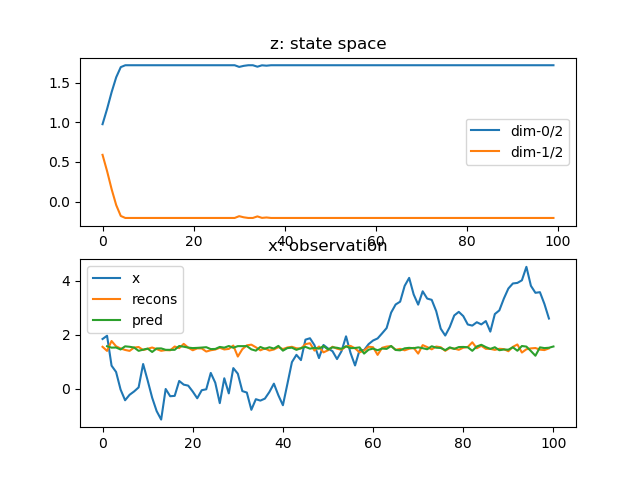 z: state space
1.5
1.0
0.5
0.0
dim-0/2
dim-1/2
0 20 40 60 80 100
x: observation
4
2
0
x
recons
pred
0 20 40 60 80 100